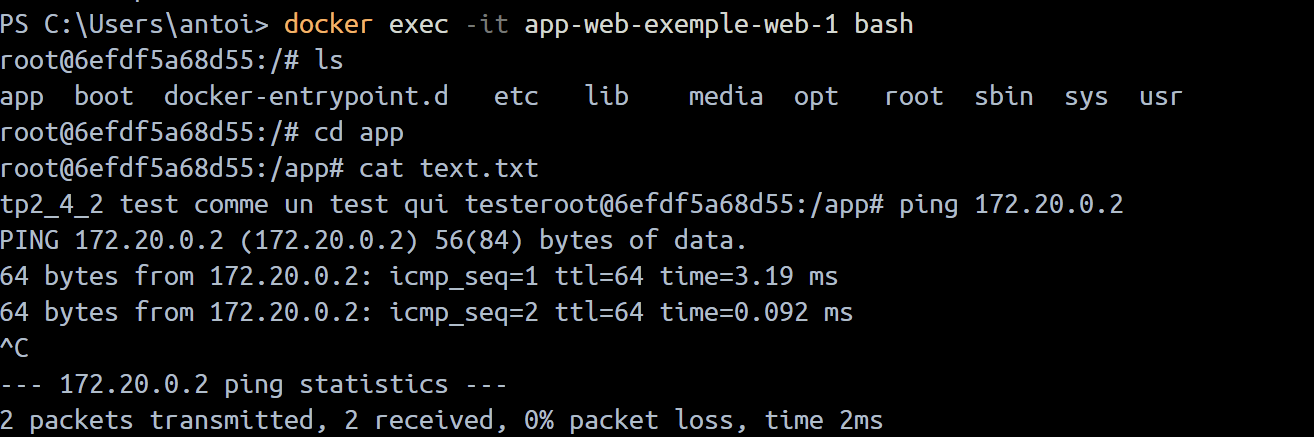 PS C:\Users\antoi> docker exec -it app-web-exemple-web-1 bash
root@6efdf5a68d55:/# ls
app  boot  docker-entrypoint.d   etc   lib    media  opt   root  sbin  sys  usr
root@6efdf5a68d55:/# cd app
root@6efdf5a68d55:/app# cat text.txt
tp2_4_2 test comme un test qui testeroot@6efdf5a68d55:/app# ping 172.20.0.2
PING 172.20.0.2 (172.20.0.2) 56(84) bytes of data.
64 bytes from 172.20.0.2: icmp_seq=1 ttl=64 time=3.19 ms
64 bytes from 172.20.0.2: icmp_seq=2 ttl=64 time=0.092 ms
^C
--- 172.20.0.2 ping statistics ---
2 packets transmitted, 2 received, 0% packet loss, time 2ms